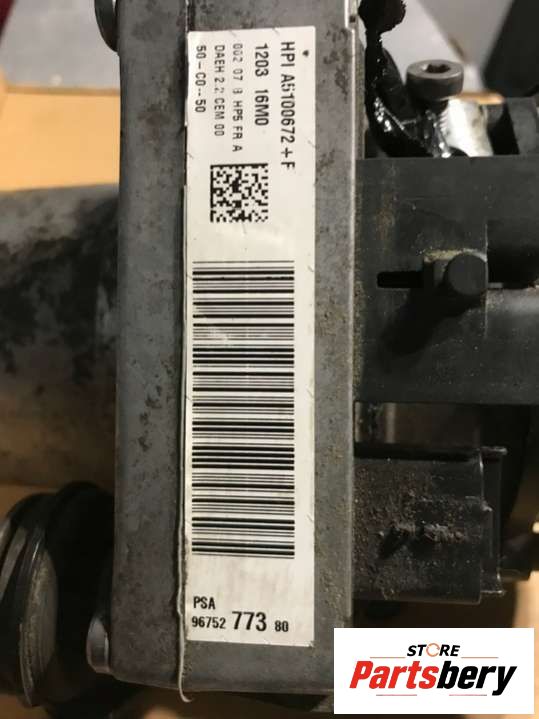 HPI A5100672+F
1203 16M0
002 07 B HP5 FR A
DAEH 2.2 CEM 00
50-C0--50
PSA
96752 773 80
STORE
Partsbery